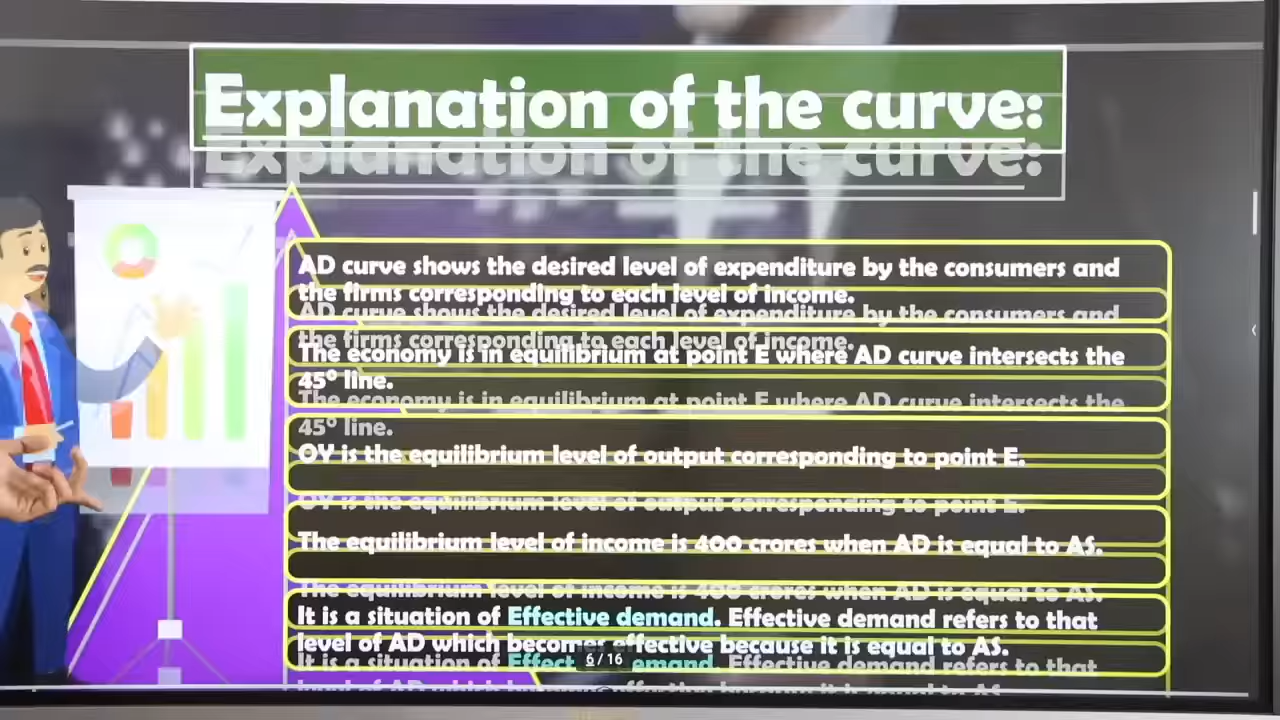 Explanation of the curve:
AD curve shows the desired level of expenditure by the consumers and
the firms corresponding to each level of income.
The economy is in equilibrium at point E where AD curve intersects the
45° line.
OY is the equilibrium level of output corresponding to point E.
The equilibrium level of income is 400 crores when AD is equal to AS.
It is a situation of Effective demand. Effective demand refers to that
level of AD which becomes effective because it is equal to AS.
6 / 16